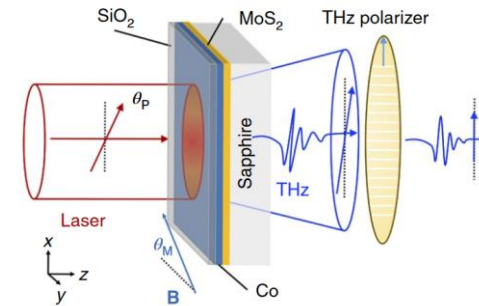 SiO₂
MoS₂
THz polarizer
θP
Sapphire
THz
Laser
θM
x
z
y
B
Co